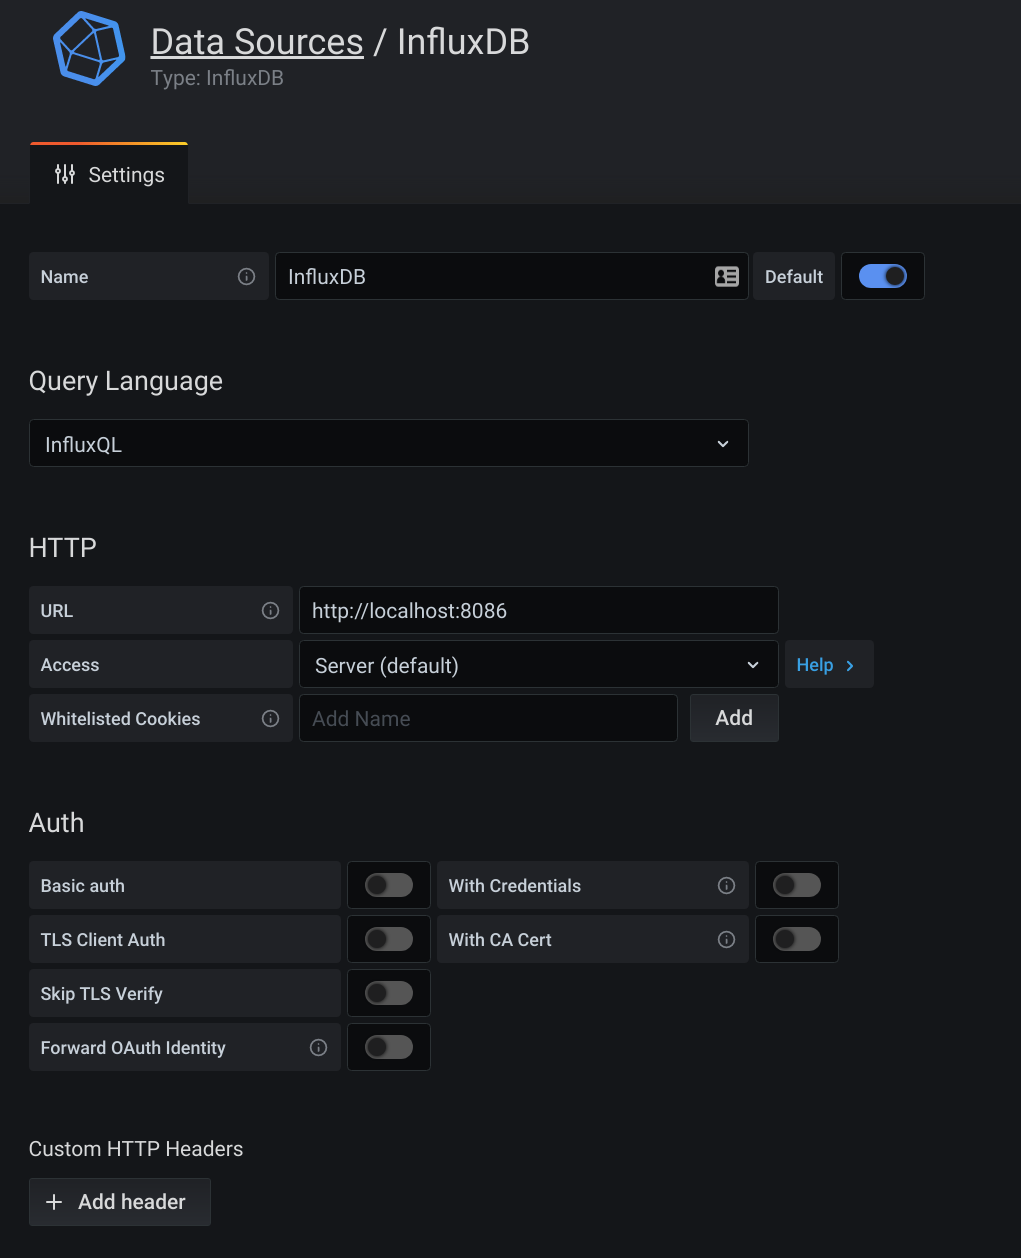 Data Sources / InfluxDB
Type: InfluxDB
Settings
Name InfluxDB Default
Query Language
InfluxQL
HTTP
URL http://localhost:8086
Access Server (default) Help
Whitelisted Cookies Add Name Add
Auth
Basic auth With Credentials
TLS Client Auth With CA Cert
Skip TLS Verify
Forward OAuth Identity
Custom HTTP Headers
+ Add header